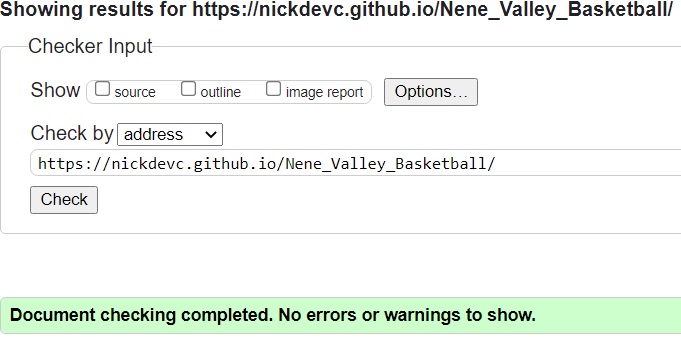 Showing results for https://nickdevc.github.io/Nene_Valley_Basketball/
Checker Input
Show source outline image report Options...
Check by address
https://nickdevc.github.io/Nene_Valley_Basketball/
Check
Document checking completed. No errors or warnings to show.